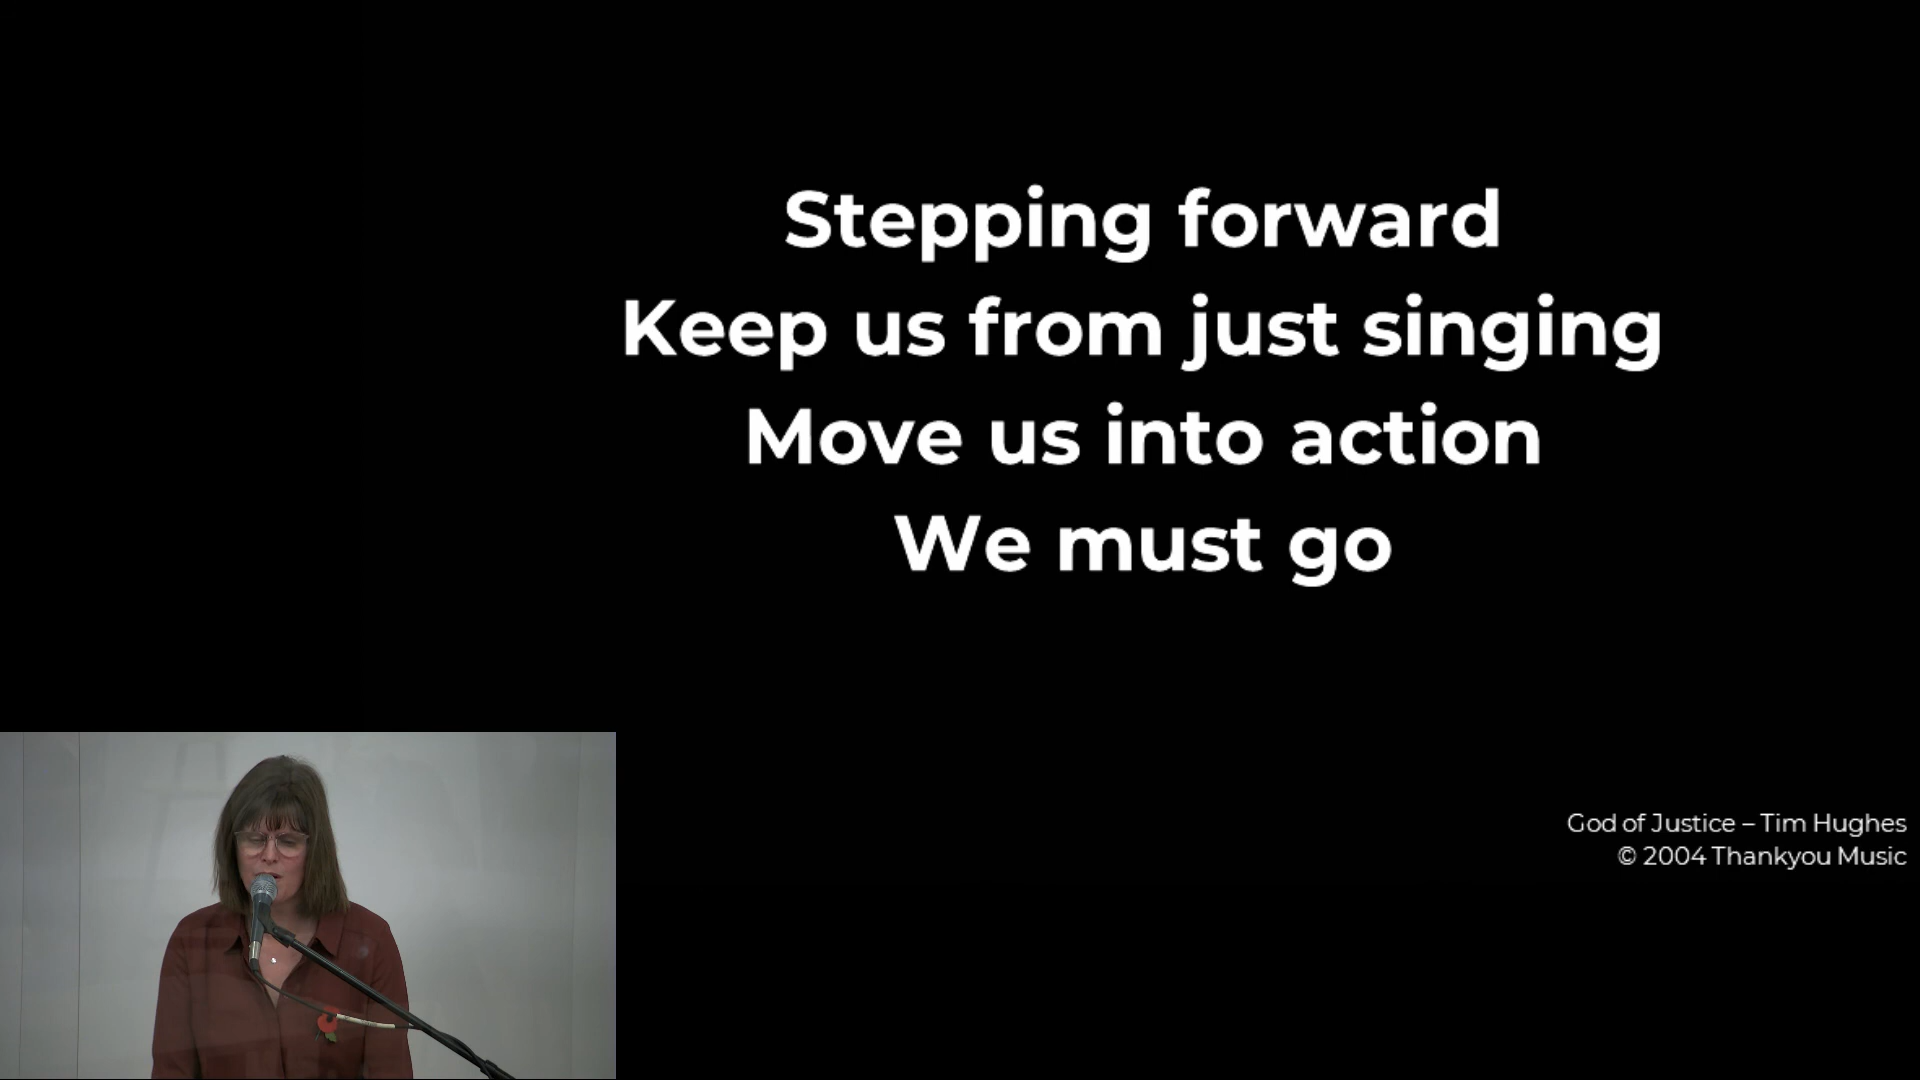 Stepping forward
Keep us from just singing
Move us into action
We must go
God of Justice – Tim Hughes
© 2004 Thankyou Music